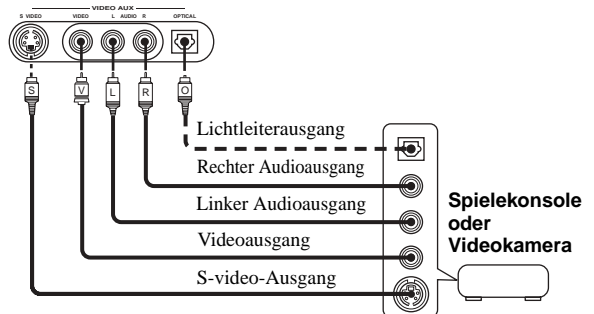 VIDEO AUX
S VIDEO VIDEO L AUDIO R OPTICAL
S V L R O
Lichtleiterausgang
Rechter Audioausgang
Linker Audioausgang
Videoausgang
S-video-Ausgang
Spielekonsole
oder
Videokamera